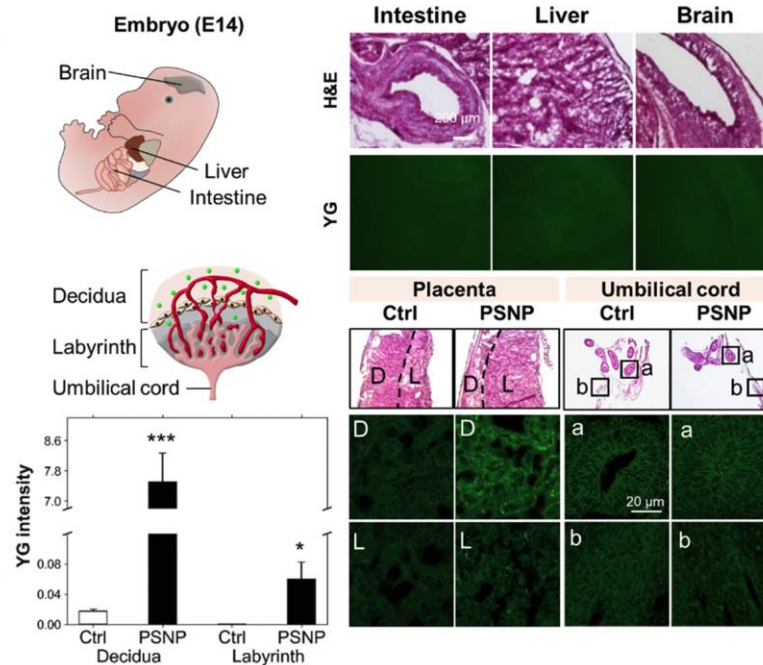 Embryo (E14)
Brain
Liver
Intestine
Intestine Liver Brain
H&E
200 µm
YG
Decidua
Labyrinth
Umbilical cord
Placenta Umbilical cord
Ctrl PSNP Ctrl PSNP
D L D L a b a b
D D a a
20 µm
L L b b
YG intensity
8.6
7.8
7.0
0.08
0.04
0.00
***
*
Ctrl PSNP Ctrl PSNP
Decidua Labyrinth